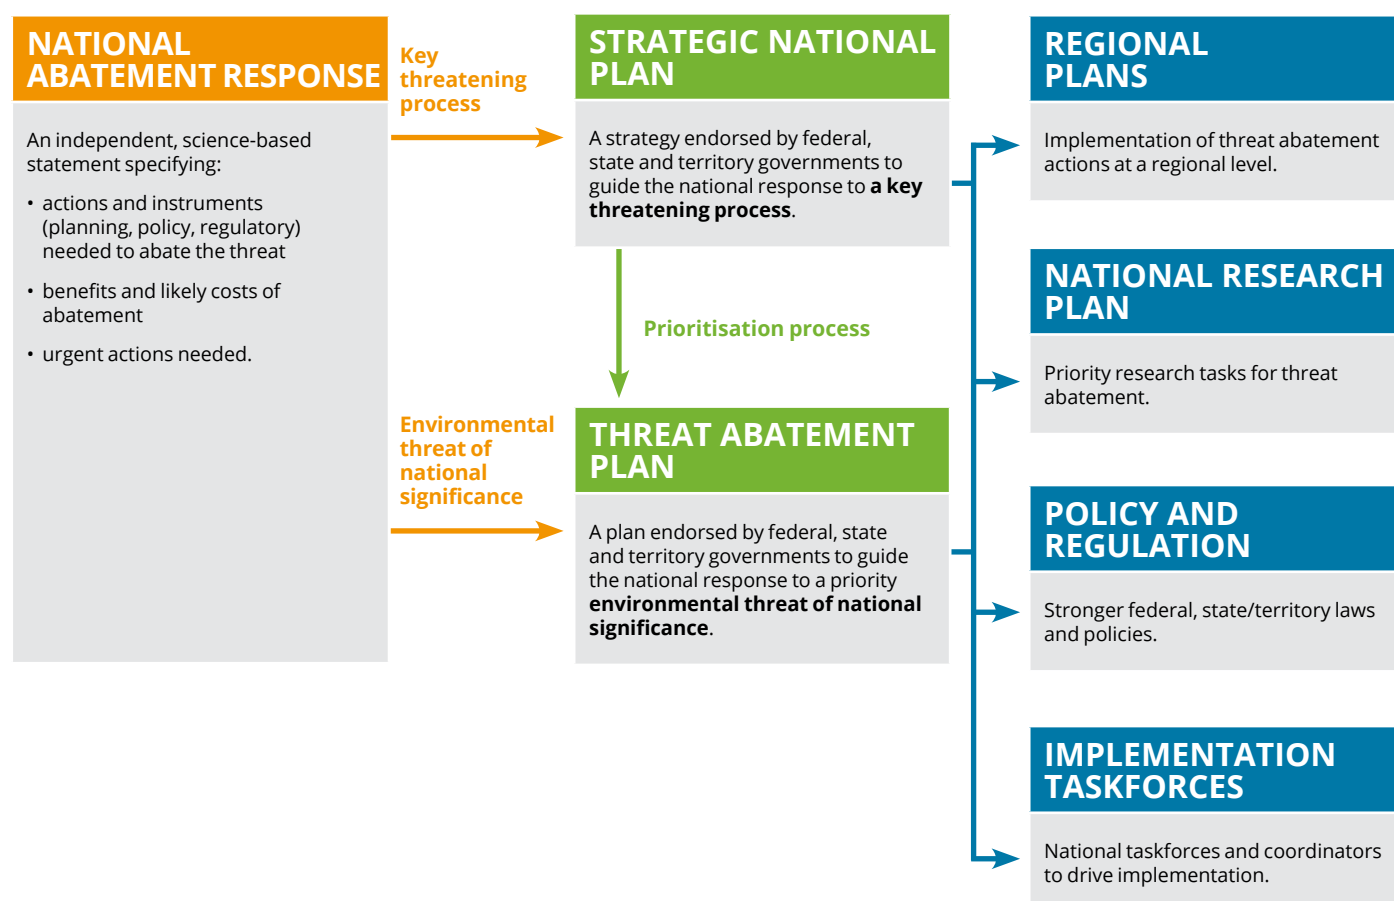 NATIONAL
ABATEMENT RESPONSE
An independent, science-based
statement specifying:
• actions and instruments
(planning, policy, regulatory)
needed to abate the threat
• benefits and likely costs of
abatement
• urgent actions needed.
Key
threatening
process
Environmental
threat of
national
significance
STRATEGIC NATIONAL
PLAN
A strategy endorsed by federal,
state and territory governments to
guide the national response to a key
threatening process.
Prioritisation process
THREAT ABATEMENT
PLAN
A plan endorsed by federal, state
and territory governments to guide
the national response to a priority
environmental threat of national
significance.
REGIONAL
PLANS
Implementation of threat abatement
actions at a regional level.
NATIONAL RESEARCH
PLAN
Priority research tasks for threat
abatement.
POLICY AND
REGULATION
Stronger federal, state/territory laws
and policies.
IMPLEMENTATION
TASKFORCES
National taskforces and coordinators
to drive implementation.